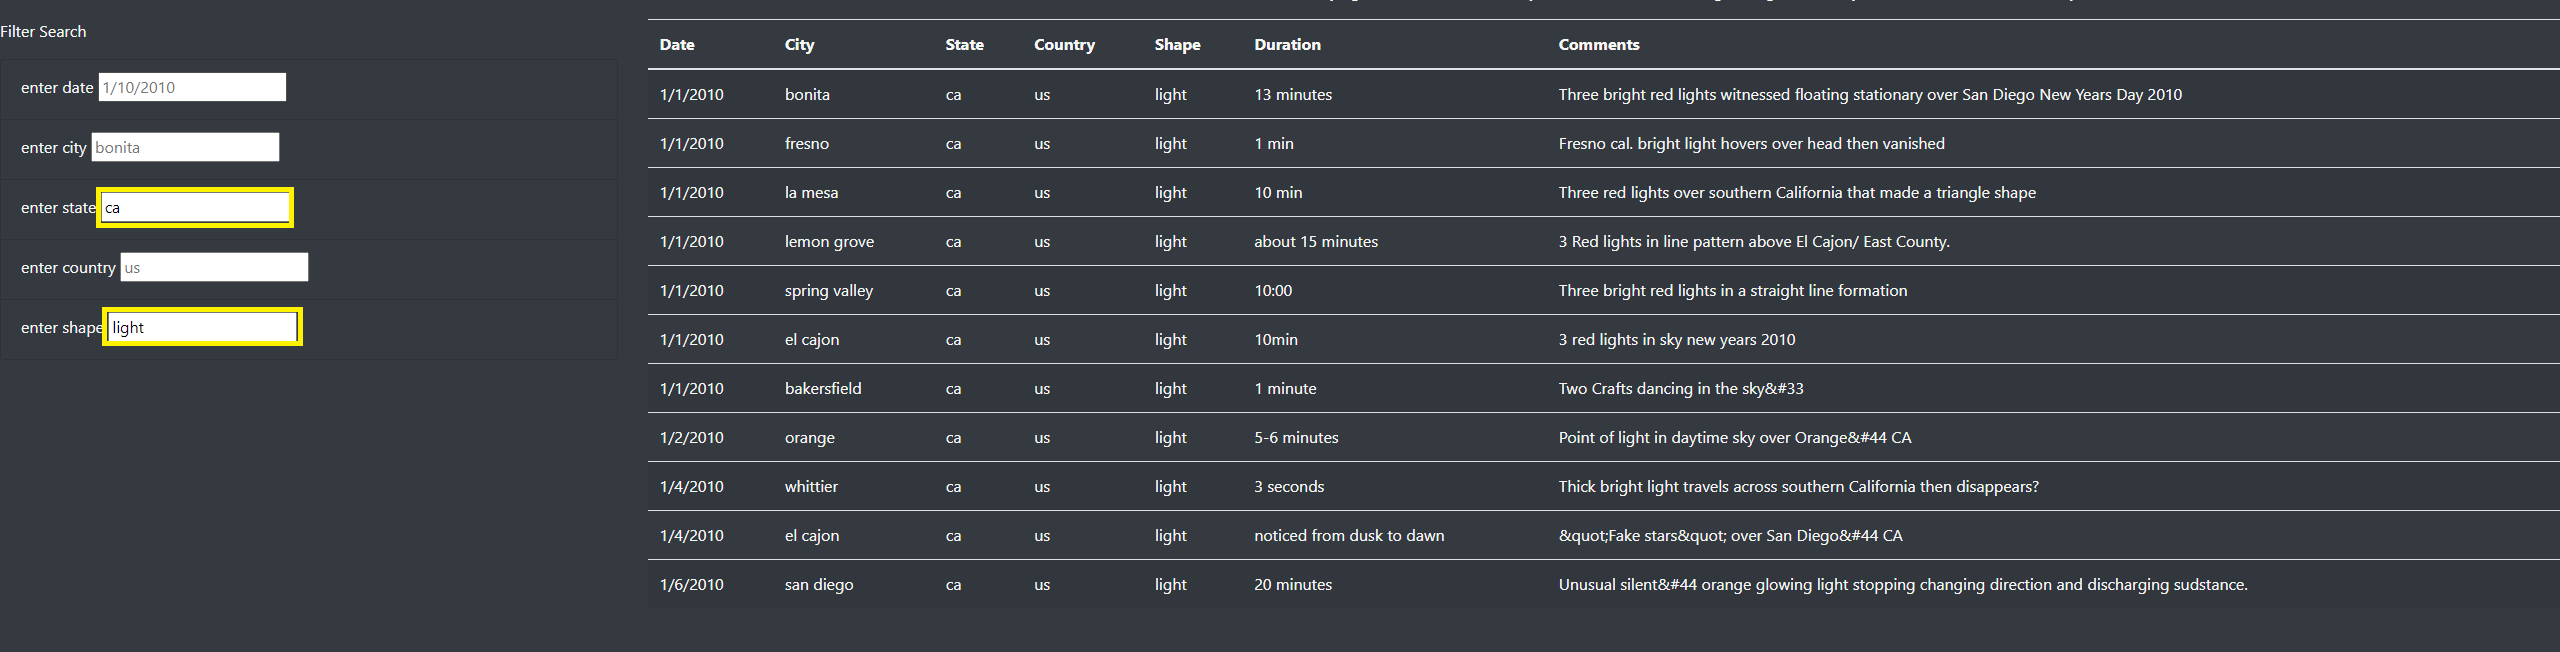 Filter Search
enter date 1/10/2010
enter city bonita
enter state ca
enter country us
enter shape light
Date City State Country Shape Duration Comments
1/1/2010 bonita ca us light 13 minutes Three bright red lights witnessed floating stationary over San Diego New Years Day 2010
1/1/2010 fresno ca us light 1 min Fresno cal. bright light hovers over head then vanished
1/1/2010 la mesa ca us light 10 min Three red lights over southern California that made a triangle shape
1/1/2010 lemon grove ca us light about 15 minutes 3 Red lights in line pattern above El Cajon/ East County.
1/1/2010 spring valley ca us light 10:00 Three bright red lights in a straight line formation
1/1/2010 el cajon ca us light 10min 3 red lights in sky new years 2010
1/1/2010 bakersfield ca us light 1 minute Two Crafts dancing in the sky&#33
1/2/2010 orange ca us light 5-6 minutes Point of light in daytime sky over Orange&#44 CA
1/4/2010 whittier ca us light 3 seconds Thick bright light travels across southern California then disappears?
1/4/2010 el cajon ca us light noticed from dusk to dawn &quot;Fake stars&quot; over San Diego&#44 CA
1/6/2010 san diego ca us light 20 minutes Unusual silent&#44 orange glowing light stopping changing direction and discharging sudstance.